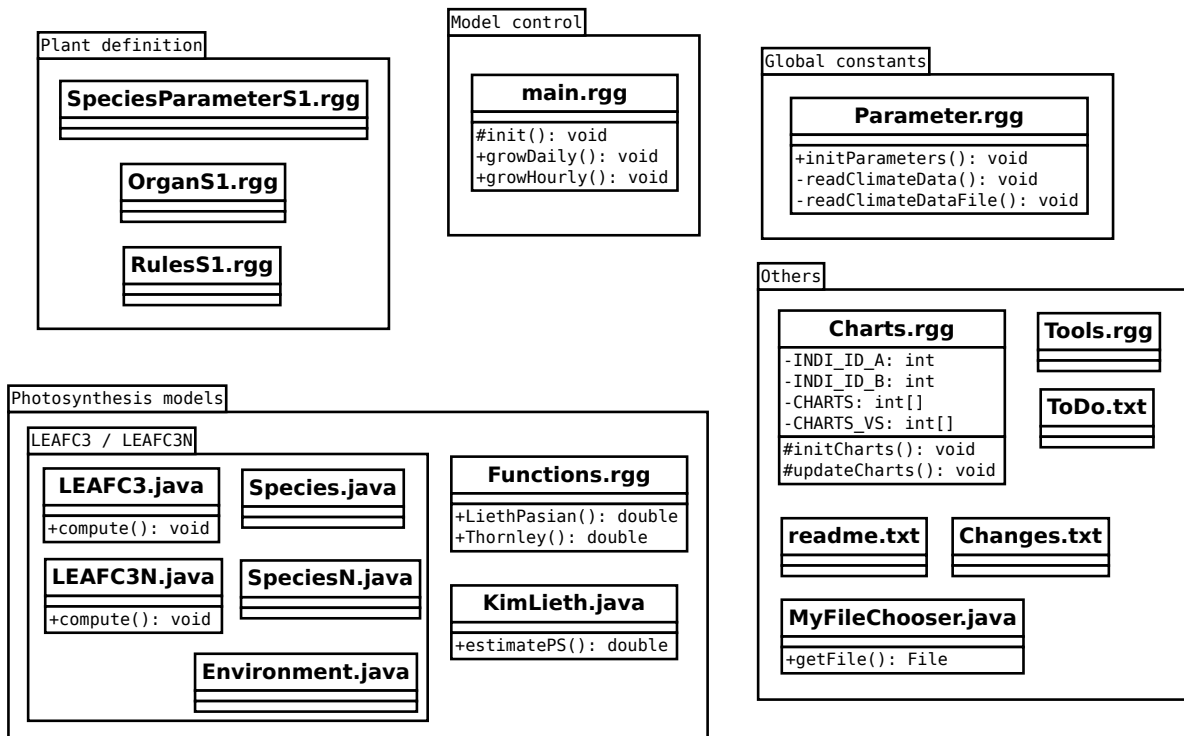 Plant definition
SpeciesParameterS1.rgg
OrganS1.rgg
RulesS1.rgg
Model control
main.rgg
#init(): void
+growDaily(): void
+growHourly(): void
Global constants
Parameter.rgg
+initParameters(): void
-readClimateData(): void
-readClimateDataFile(): void
Others
Charts.rgg
-INDI_ID_A: int
-INDI_ID_B: int
-CHARTS: int[]
-CHARTS_VS: int[]
#initCharts(): void
#updateCharts(): void
Tools.rgg
ToDo.txt
readme.txt
Changes.txt
MyFileChooser.java
+getFile(): File
Photosynthesis models
LEAFC3 / LEAFC3N
LEAFC3.java
+compute(): void
Species.java
LEAFC3N.java
+compute(): void
SpeciesN.java
Environment.java
Functions.rgg
+LiethPasian(): double
+Thornley(): double
KimLieth.java
+estimatePS(): double